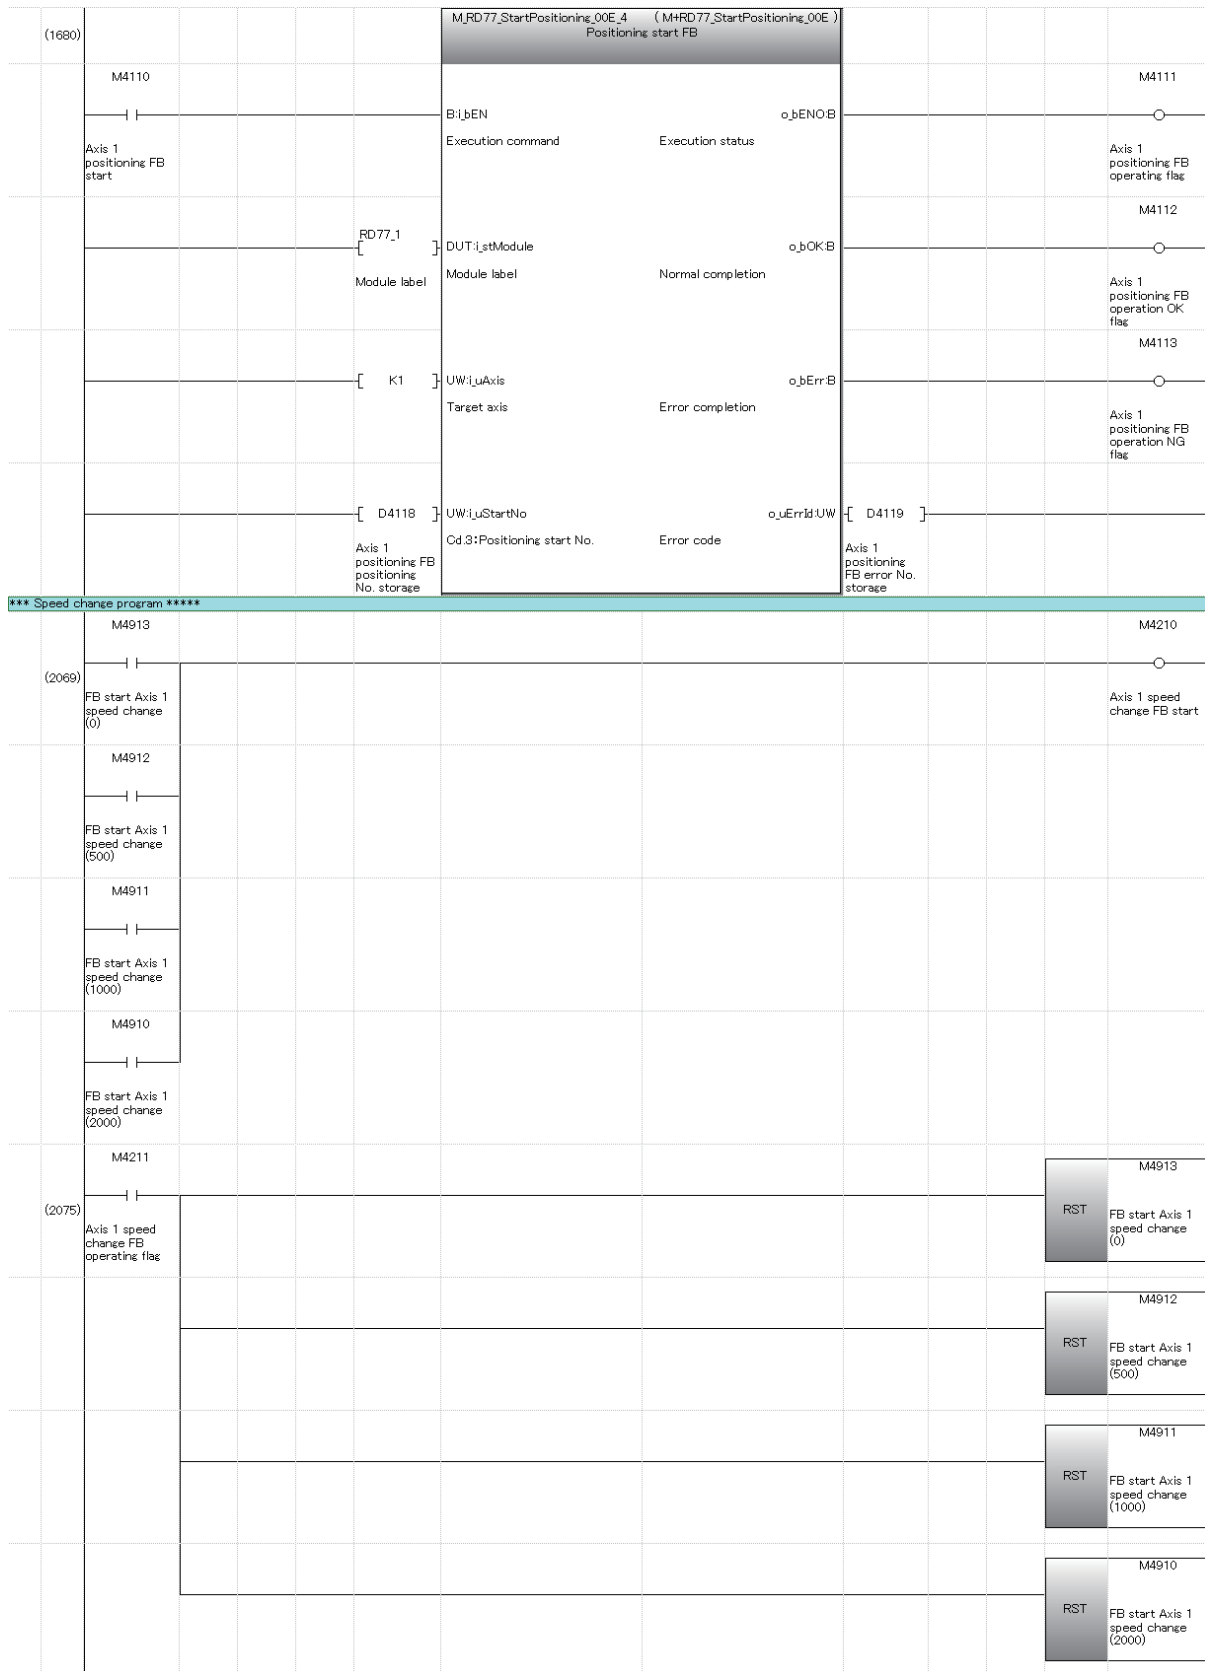 M_RD77_StartPositioning_00E_4 (M+RD77_StartPositioning_00E )
Positioning start FB
(1680)
M4110
M4111
B:i_bEN
o_bENO:B
Execution command
Execution status
Axis 1
positioning FB
start
Axis 1
positioning FB
operating flag
M4112
RD77_1
DUT:i_stModule
o_bOK:B
Module label
Module label
Normal completion
Axis 1
positioning FB
operation OK
flag
M4113
K1
UW:i_uAxis
o_bErr:B
Target axis
Error completion
Axis 1
positioning FB
operation NG
flag
D4118
UW:i_uStartNo
o_uErrId:UW
D4119
Cd.3:Positioning start No.
Error code
Axis 1
positioning FB
positioning
No. storage
Axis 1
positioning
FB error No.
storage
*** Speed change program *****
M4913
M4210
(2069)
FB start Axis 1
speed change
(0)
Axis 1 speed
change FB start
M4912
FB start Axis 1
speed change
(500)
M4911
FB start Axis 1
speed change
(1000)
M4910
FB start Axis 1
speed change
(2000)
M4211
M4913
(2075)
RST
Axis 1 speed
change FB
operating flag
FB start Axis 1
speed change
(0)
M4912
RST
FB start Axis 1
speed change
(500)
M4911
RST
FB start Axis 1
speed change
(1000)
M4910
RST
FB start Axis 1
speed change
(2000)